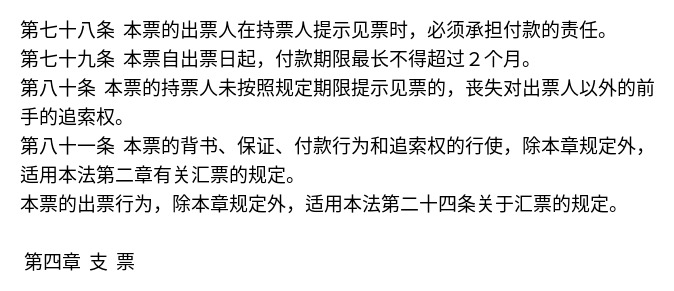 第七十八条  本票的出票人在持票人提示见票时，必须承担付款的责任。
第七十九条  本票自出票日起，付款期限最长不得超过２个月。
第八十条  本票的持票人未按照规定期限提示见票的，丧失对出票人以外的前
手的追索权。
第八十一条  本票的背书、保证、付款行为和追索权的行使，除本章规定外，
适用本法第二章有关汇票的规定。
本票的出票行为，除本章规定外，适用本法第二十四条关于汇票的规定。
第四章  支  票